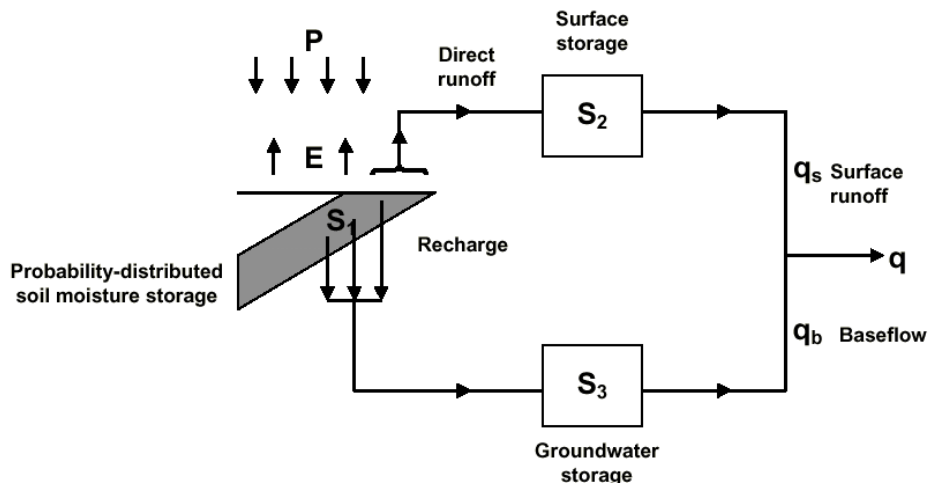 P
Surface
storage
Direct
runoff
S₂
E
qₛ Surface
runoff
S₁
Recharge
q
Probability-distributed
soil moisture storage
q_b Baseflow
S₃
Groundwater
storage